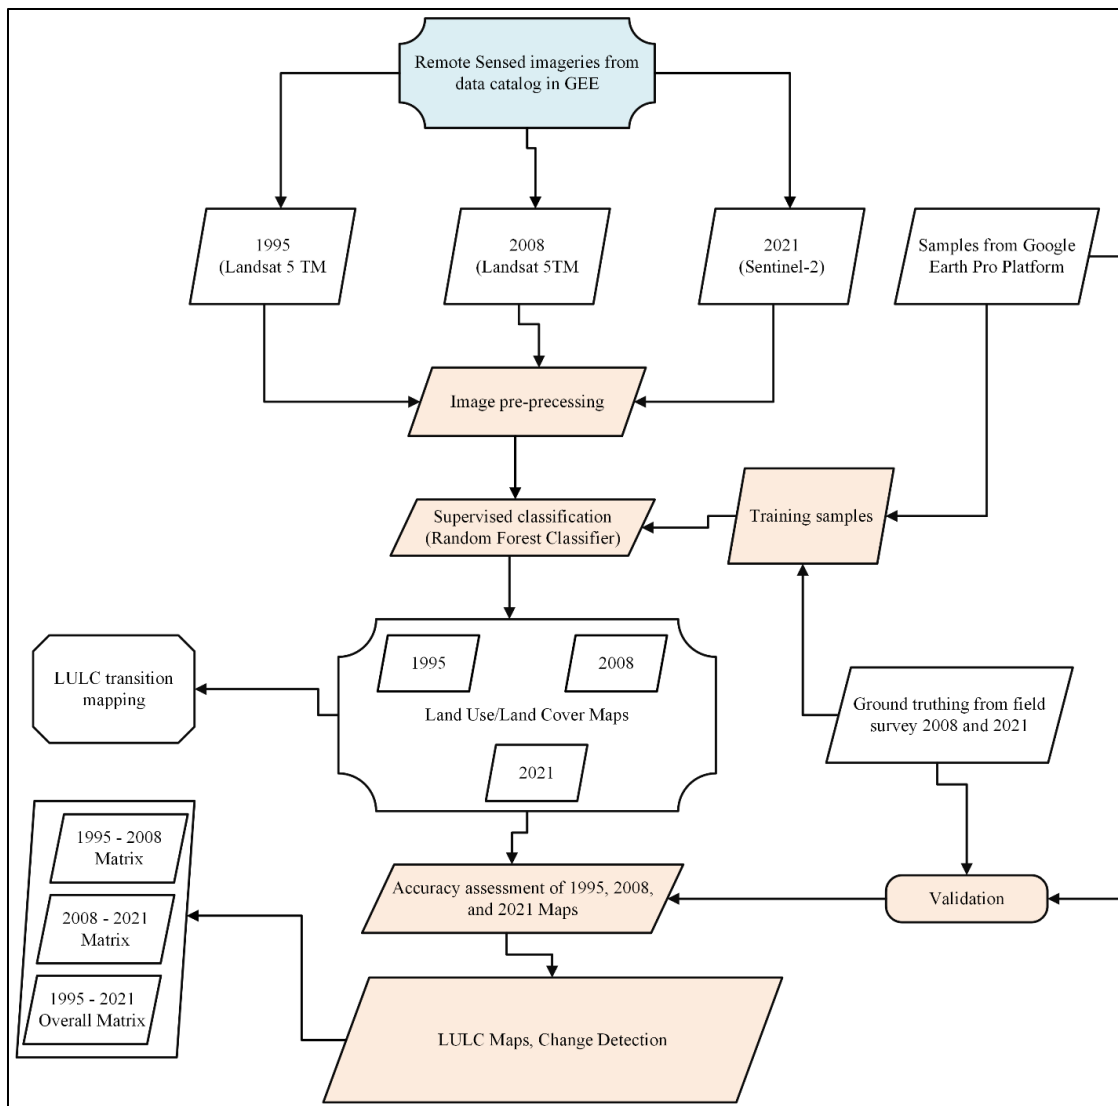 Remote Sensed imageries from
data catalog in GEE
1995
(Landsat 5 TM
2008
(Landsat 5TM
2021
(Sentinel-2)
Samples from Google
Earth Pro Platform
Image pre-precessing
Supervised classification
(Random Forest Classifier)
Training samples
1995
2008
Land Use/Land Cover Maps
2021
LULC transition
mapping
Ground truthing from field
survey 2008 and 2021
1995 - 2008
Matrix
2008 - 2021
Matrix
1995 - 2021
Overall Matrix
Accuracy assessment of 1995, 2008,
and 2021 Maps
Validation
LULC Maps, Change Detection